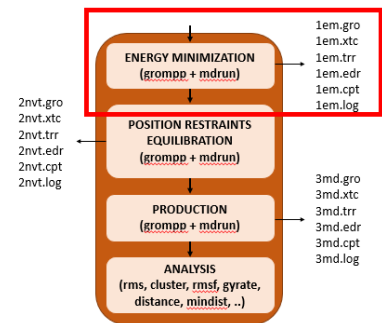 ENERGY MINIMIZATION
(grompp + mdrun)
1em.gro
1em.xtc
1em.trr
1em.edr
1em.cpt
1em.log
2nvt.gro
2nvt.xtc
2nvt.trr
2nvt.edr
2nvt.cpt
2nvt.log
POSITION RESTRAINTS
EQUILIBRATION
(grompp + mdrun)
PRODUCTION
(grompp + mdrun)
3md.gro
3md.xtc
3md.trr
3md.edr
3md.cpt
3md.log
ANALYSIS
(rms, cluster, rmsf, gyrate,
distance, mindist, ..)